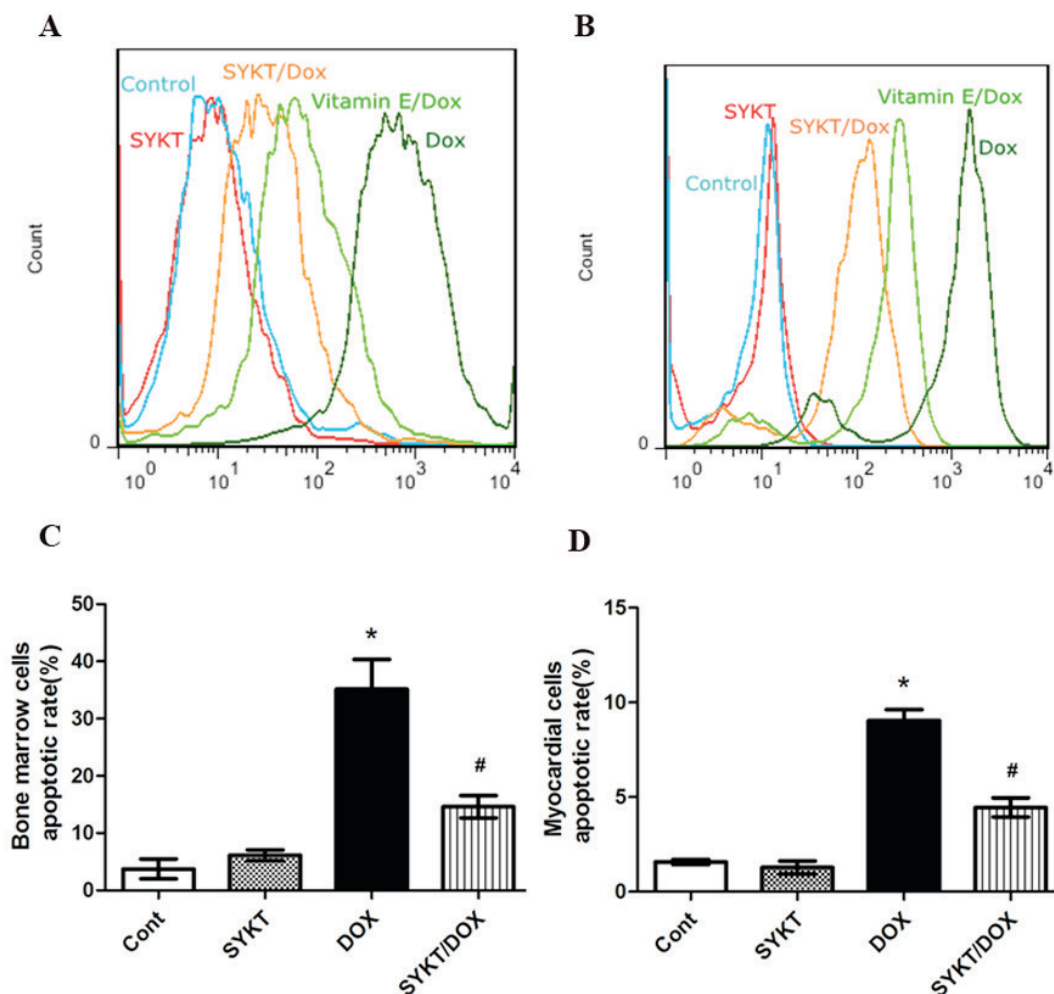 A
Control
SYKT/Dox
SYKT
Vitamin E/Dox
Dox
Count
0
10^0 10^1 10^2 10^3 10^4
B
SYKT
SYKT/Dox
Vitamin E/Dox
Dox
Control
Count
0
10^0 10^1 10^2 10^3 10^4
C
Bone marrow cells
apoptotic rate(%)
50
40
30
20
10
0
*
#
Cont
SYKT
DOX
SYKT/DOX
D
Myocardial cells
apoptotic rate(%)
15
10
5
0
*
#
Cont
SYKT
DOX
SYKT/DOX